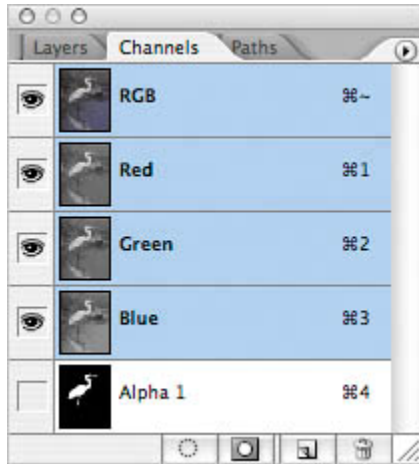 Layers Channels Paths
RGB ⌘~
Red ⌘1
Green ⌘2
Blue ⌘3
Alpha 1 ⌘4